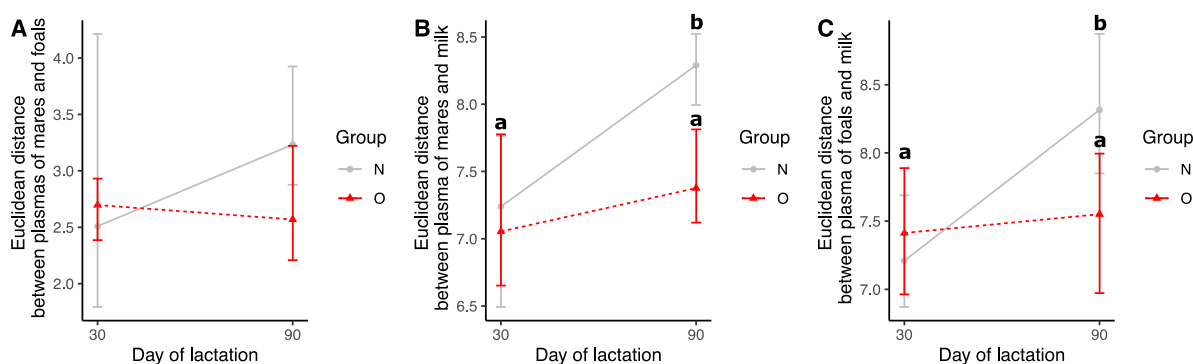 A
Euclidean distance
between plasmas of mares and foals
4.0
3.5
3.0
2.5
2.0
30
90
Day of lactation
Group
N
O
B
Euclidean distance
between plasma of mares and milk
8.5
8.0
7.5
7.0
6.5
a
b
a
30
90
Day of lactation
Group
N
O
C
Euclidean distance
between plasma of foals and milk
8.5
8.0
7.5
7.0
a
b
a
30
90
Day of lactation
Group
N
O